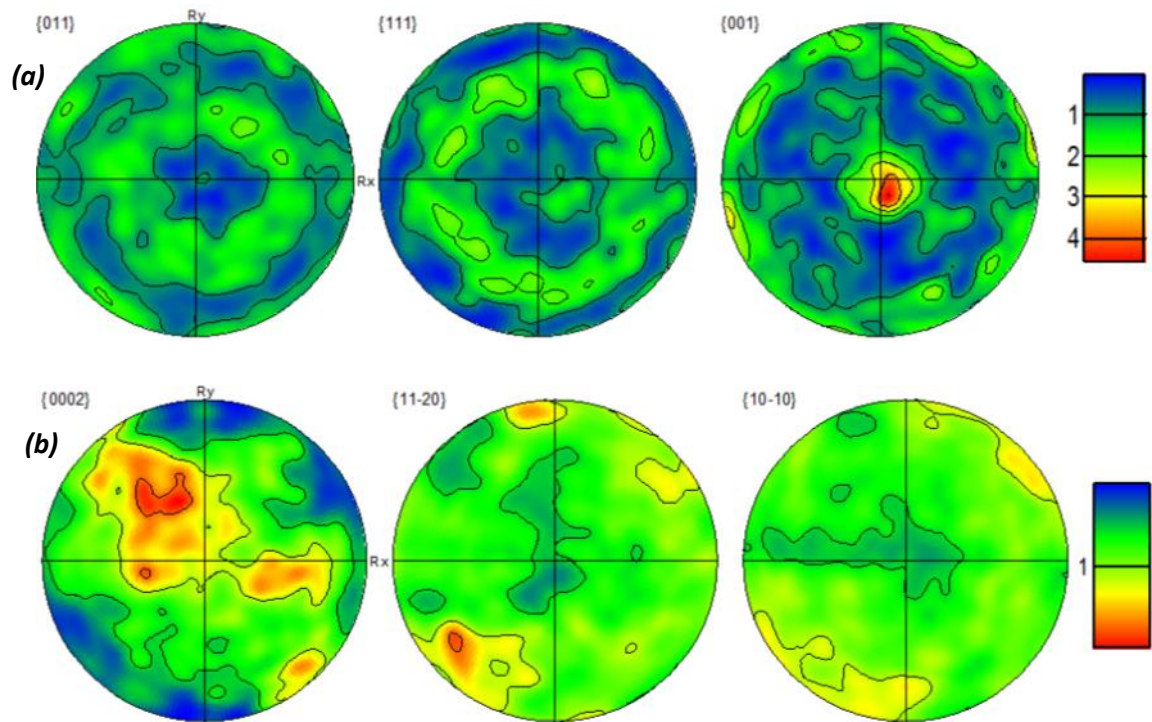 (a)
{011}
Ry
Rx
{111}
{001}
1
2
3
4
(b)
{0002}
Ry
Rx
{11-20}
{10-10}
1